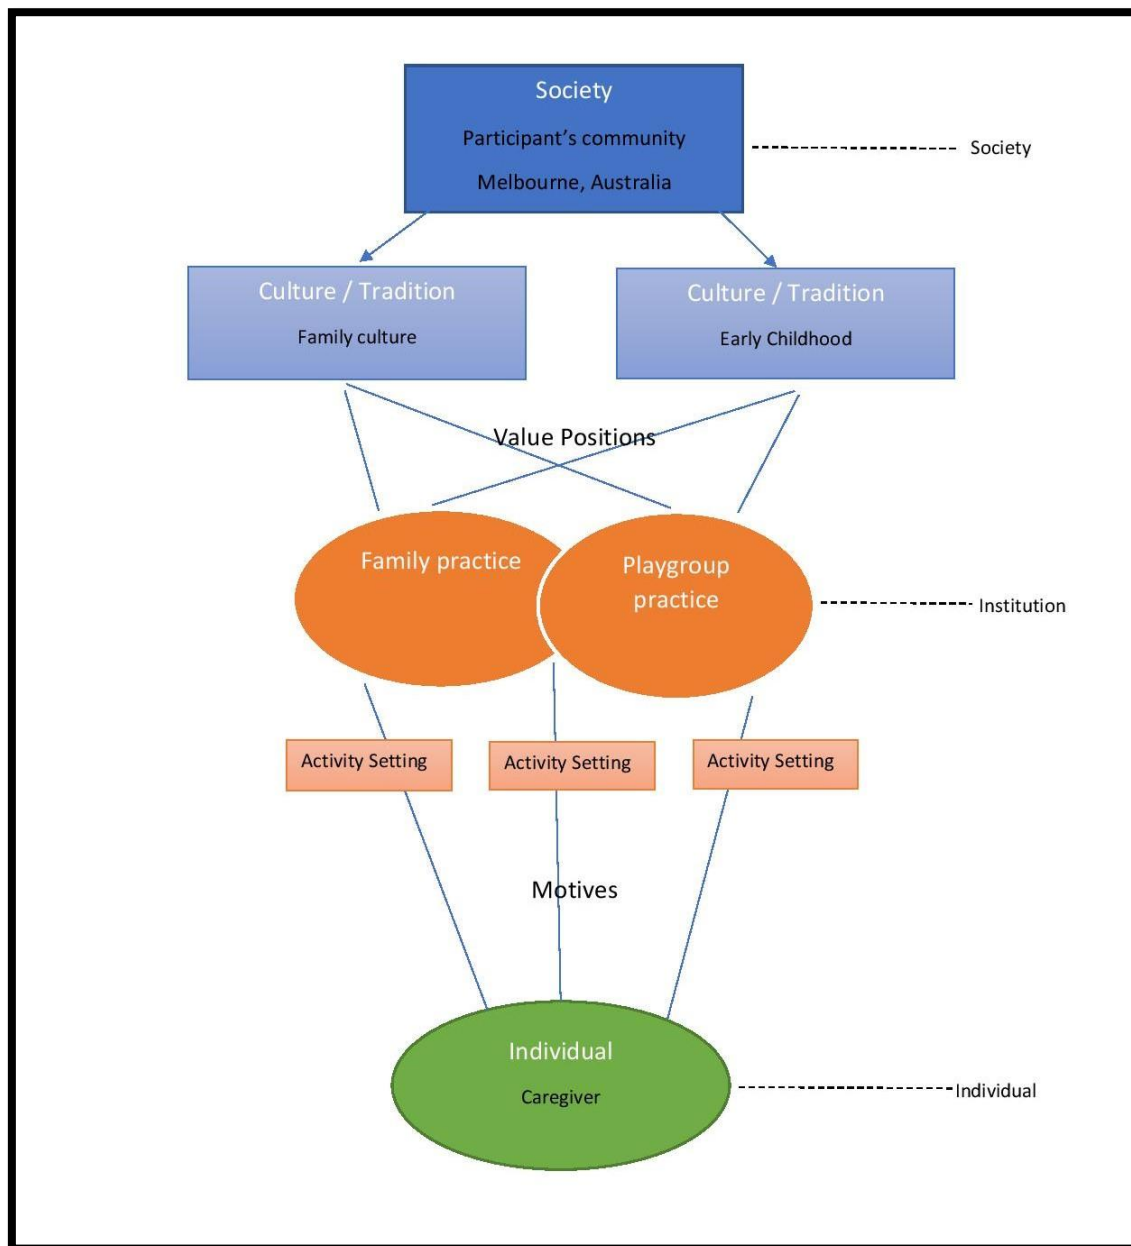 Society
Participant’s community
Melbourne, Australia
Society
Culture / Tradition
Family culture
Culture / Tradition
Early Childhood
Value Positions
Family practice
Playgroup
practice
Institution
Activity Setting
Activity Setting
Activity Setting
Motives
Individual
Caregiver
Individual